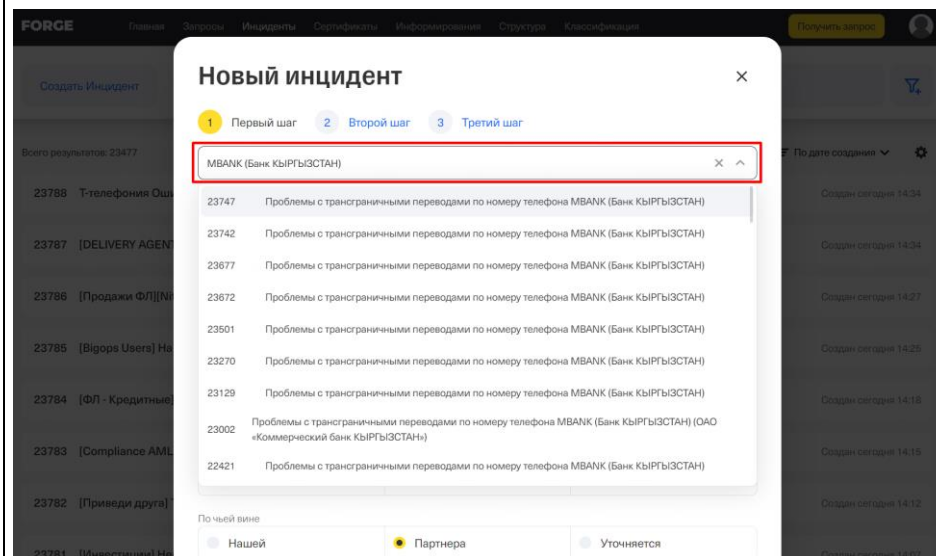 FORGE Главная Запросы Инциденты Сертификаты Информирования Структура Классификация Получить запрос
Новый инцидент
Создать Инцидент
1 Первый шаг 2 Второй шаг 3 Третий шаг
Всего результатов: 23477
По дате создания
MBANK (Банк КЫРГЫЗСТАН)
23747 Проблемы с трансграничными переводами по номеру телефона MBANK (Банк КЫРГЫЗСТАН)
23742 Проблемы с трансграничными переводами по номеру телефона MBANK (Банк КЫРГЫЗСТАН)
23677 Проблемы с трансграничными переводами по номеру телефона MBANK (Банк КЫРГЫЗСТАН)
23672 Проблемы с трансграничными переводами по номеру телефона MBANK (Банк КЫРГЫЗСТАН)
23501 Проблемы с трансграничными переводами по номеру телефона MBANK (Банк КЫРГЫЗСТАН)
23270 Проблемы с трансграничными переводами по номеру телефона MBANK (Банк КЫРГЫЗСТАН)
23129 Проблемы с трансграничными переводами по номеру телефона MBANK (Банк КЫРГЫЗСТАН)
23002 Проблемы с трансграничными переводами по номеру телефона MBANK (Банк КЫРГЫЗСТАН) (ОАО
«Коммерческий банк КЫРГЫЗСТАН»)
22421 Проблемы с трансграничными переводами по номеру телефона MBANK (Банк КЫРГЫЗСТАН)
По чьей вине
Нашей Партнера Уточняется
23788 Т-телефония Создан сегодня 14:34
23787 [DELIVERY Создан сегодня 14:34
23786 [Продажи ФЛ] Создан сегодня 14:27
23785 [Bigops Users] Создан сегодня 14:25
23784 [ФЛ - Кредитные Создан сегодня 14:18
23783 [Compliance AML Создан сегодня 14:15
23782 [Приведи друга] Создан сегодня 14:12
23781